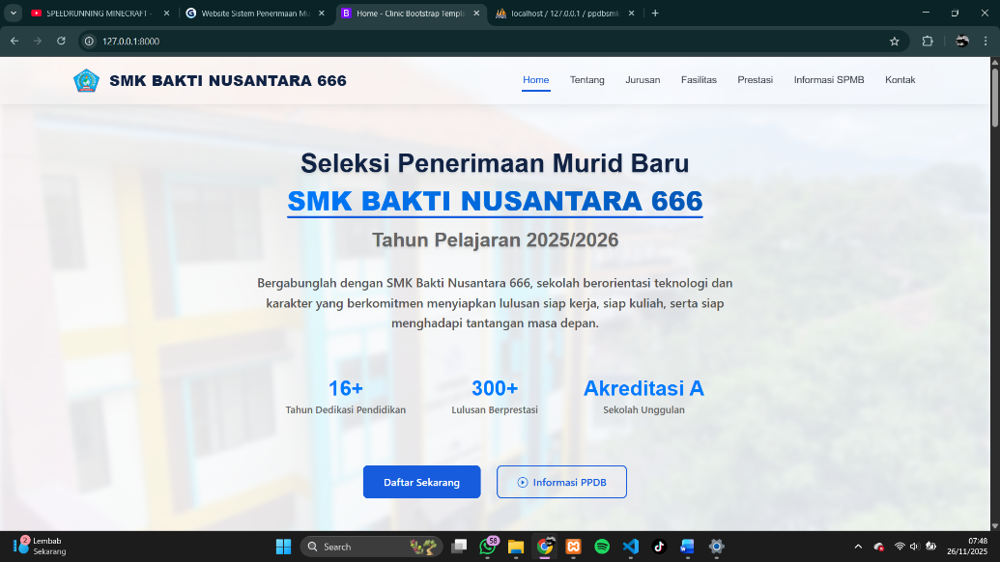 SPEEDRUNNING MINECRAFT -
Website Sistem Penerimaan Mu
Home - Clinic Bootstrap Templa
localhost / 127.0.0.1 / ppdbsmk
127.0.0.1:8000
SMK BAKTI NUSANTARA 666
Home
Tentang
Jurusan
Fasilitas
Prestasi
Informasi SPMB
Kontak
Seleksi Penerimaan Murid Baru
SMK BAKTI NUSANTARA 666
Tahun Pelajaran 2025/2026
Bergabunglah dengan SMK Bakti Nusantara 666, sekolah berorientasi teknologi dan
karakter yang berkomitmen menyiapkan lulusan siap kerja, siap kuliah, serta siap
menghadapi tantangan masa depan.
16+
Tahun Dedikasi Pendidikan
300+
Lulusan Berprestasi
Akreditasi A
Sekolah Unggulan
Daftar Sekarang
Informasi PPDB
2
Lembab
Sekarang
Search
58
07:48
26/11/2025